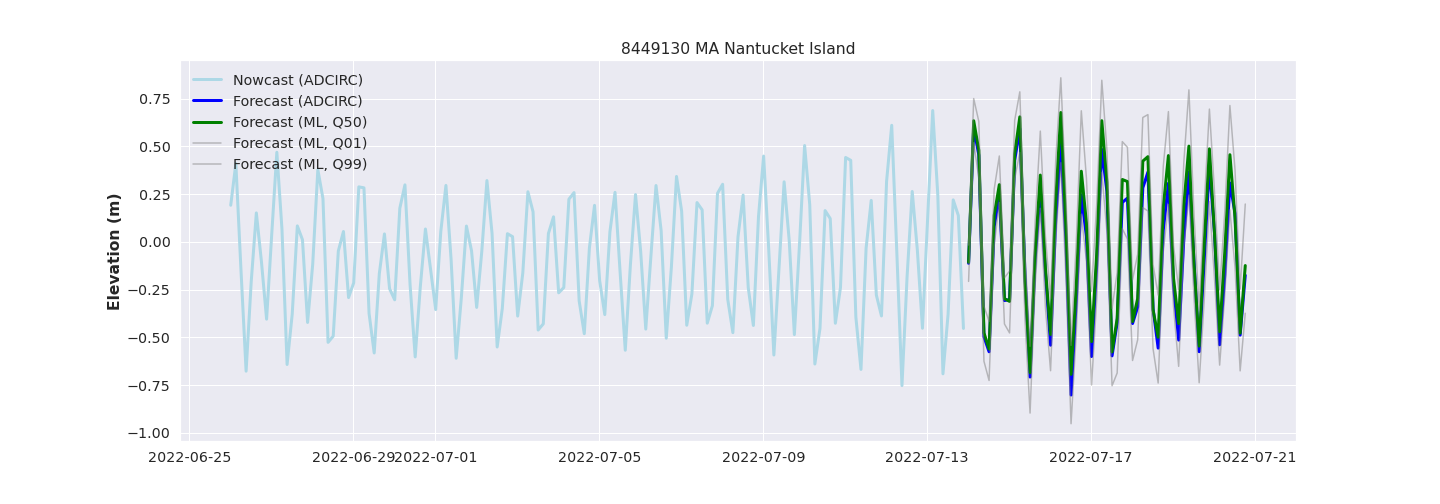 8449130 MA Nantucket Island
Nowcast (ADCIRC)
Forecast (ADCIRC)
Forecast (ML, Q50)
Forecast (ML, Q01)
Forecast (ML, Q99)
Elevation (m)
0.75
0.50
0.25
0.00
−0.25
−0.50
−0.75
−1.00
2022-06-25 2022-06-29 2022-07-01 2022-07-05 2022-07-09 2022-07-13 2022-07-17 2022-07-21